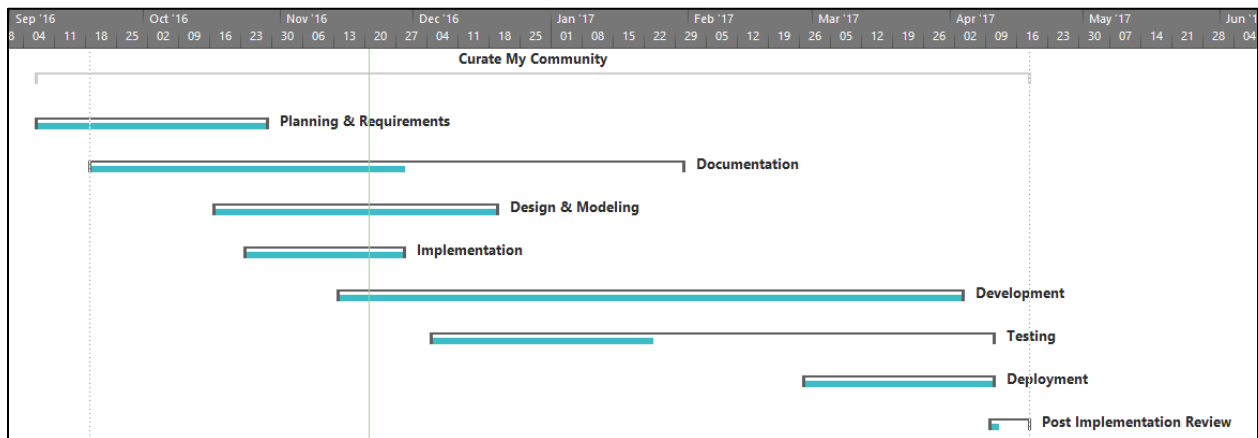 Sep '16 Oct '16 Nov '16 Dec '16 Jan '17 Feb '17 Mar '17 Apr '17 May '17 Jun '1
8 04 11 18 25 02 09 16 23 30 06 13 20 27 04 11 18 25 01 08 15 22 29 05 12 19 26 05 12 19 26 02 09 16 23 30 07 14 21 28 04
Curate My Community
Planning & Requirements
Documentation
Design & Modeling
Implementation
Development
Testing
Deployment
Post Implementation Review